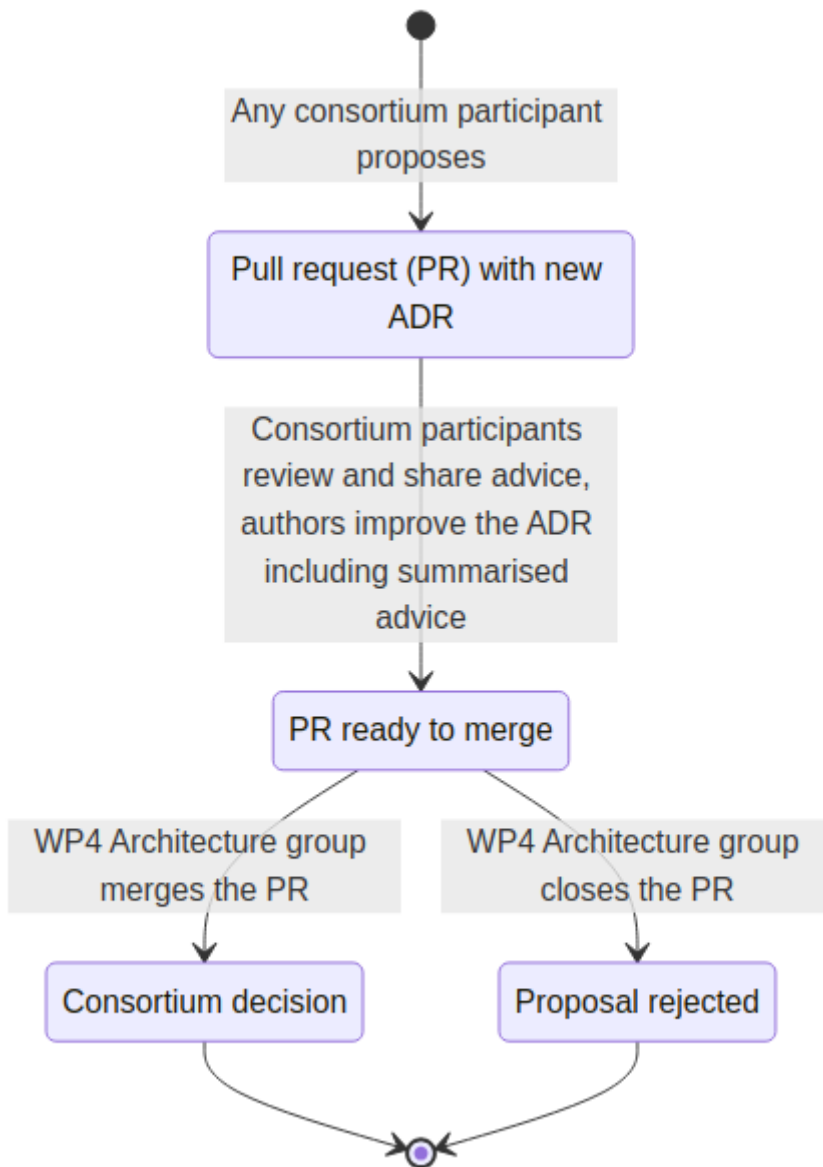 Any consortium participant
proposes
Pull request (PR) with new
ADR
Consortium participants
review and share advice,
authors improve the ADR
including summarised
advice
PR ready to merge
WP4 Architecture group
merges the PR
WP4 Architecture group
closes the PR
Consortium decision
Proposal rejected